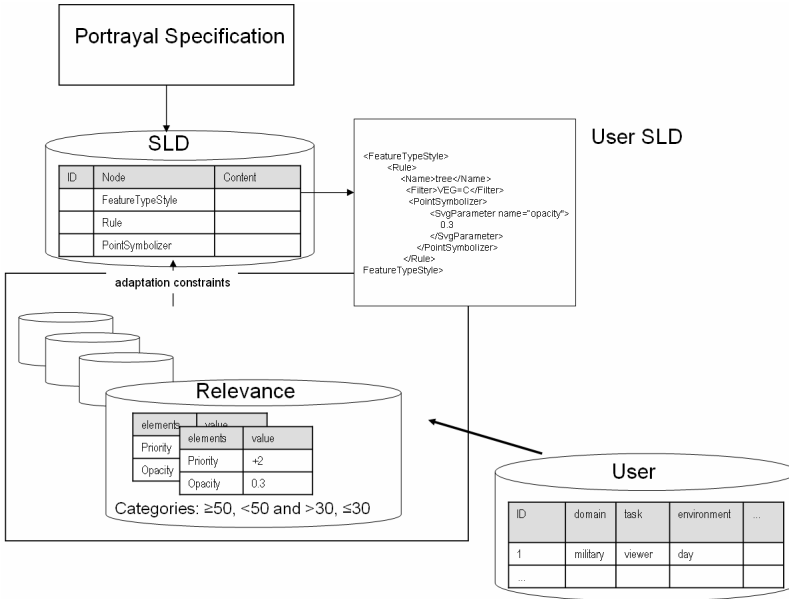 Portrayal Specification
SLD
ID Node Content
FeatureTypeStyle
Rule
PointSymbolizer
adaptation constraints
User SLD
<FeatureTypeStyle>
<Rule>
<Name>tree</Name>
<Filter>VEG=C</Filter>
<PointSymbolizer>
<SvgParameter name="opacity">
0.3
</SvgParameter>
</PointSymbolizer>
</Rule>
FeatureTypeStyle>
Relevance
elements value
Priority
Opacity
elements value
Priority +2
Opacity 0.3
Categories: ≥50, <50 and >30, ≤30
User
ID domain task environment ...
1 military viewer day
...